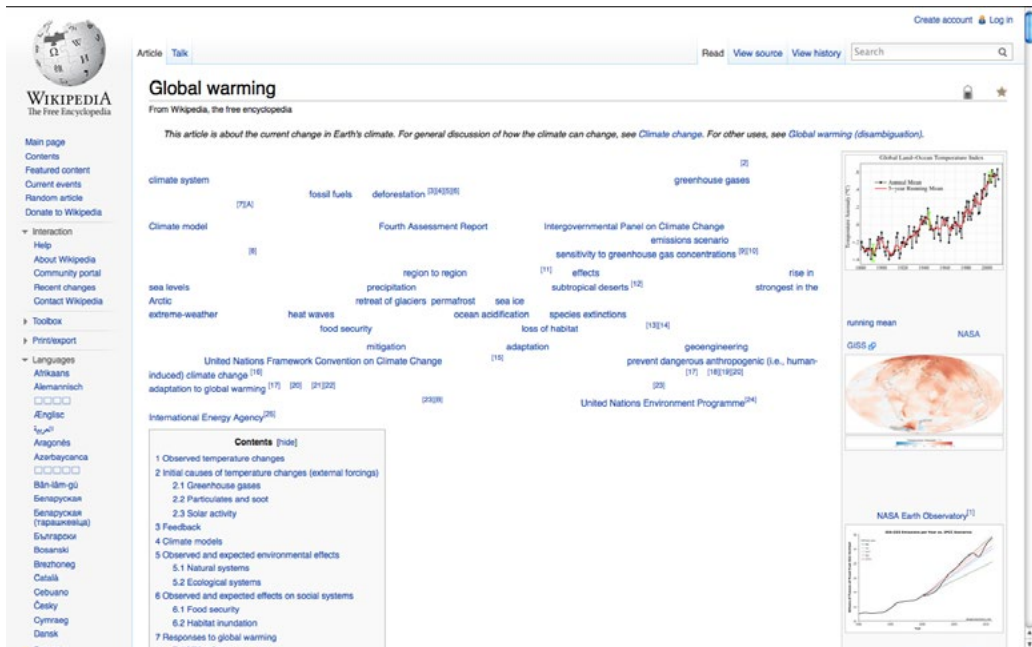 Create account Log in
Article Talk Read View source View history Search
WIKIPEDIA
The Free Encyclopedia
Main page
Contents
Featured content
Current events
Random article
Donate to Wikipedia
Interaction
Help
About Wikipedia
Community portal
Recent changes
Contact Wikipedia
Toolbox
Print/export
Languages
Afrikaans
Alemannisch
Ænglisc
العربية
Aragonés
Azərbaycanca
Bân-lâm-gú
Беларуская
Беларуская
(тарашкевіца)
Български
Bosanski
Brezhoneg
Català
Cebuano
Česky
Cymraeg
Dansk
Global warming
From Wikipedia, the free encyclopedia
This article is about the current change in Earth's climate. For general discussion of how the climate can change, see Climate change. For other uses, see Global warming (disambiguation).
[2]
climate system greenhouse gases
fossil fuels deforestation [3][4][5][6]
[7][A]
Climate model Fourth Assessment Report Intergovernmental Panel on Climate Change
emissions scenario
[8] sensitivity to greenhouse gas concentrations [9][10]
region to region [11] effects rise in
sea levels precipitation subtropical deserts [12] strongest in the
Arctic retreat of glaciers permafrost sea ice
extreme-weather heat waves ocean acidification species extinctions
food security loss of habitat [13][14]
mitigation adaptation geoengineering
United Nations Framework Convention on Climate Change [15] prevent dangerous anthropogenic (i.e., human-
induced) climate change [16] [17] [18][19][20]
adaptation to global warming [17] [20] [21][22] [23]
[23][8] United Nations Environment Programme[24]
International Energy Agency[25]
Contents [hide]
1 Observed temperature changes
2 Initial causes of temperature changes (external forcings)
2.1 Greenhouse gases
2.2 Particulates and soot
2.3 Solar activity
3 Feedback
4 Climate models
5 Observed and expected environmental effects
5.1 Natural systems
5.2 Ecological systems
6 Observed and expected effects on social systems
6.1 Food security
6.2 Habitat inundation
7 Responses to global warming
Global Land-Ocean Temperature Index
Annual Mean
5-year Running Mean
Temperature Anomaly (°C)
1880 1900 1920 1940 1960 1980 2000
running mean
NASA
GISS
NASA Earth Observatory[1]